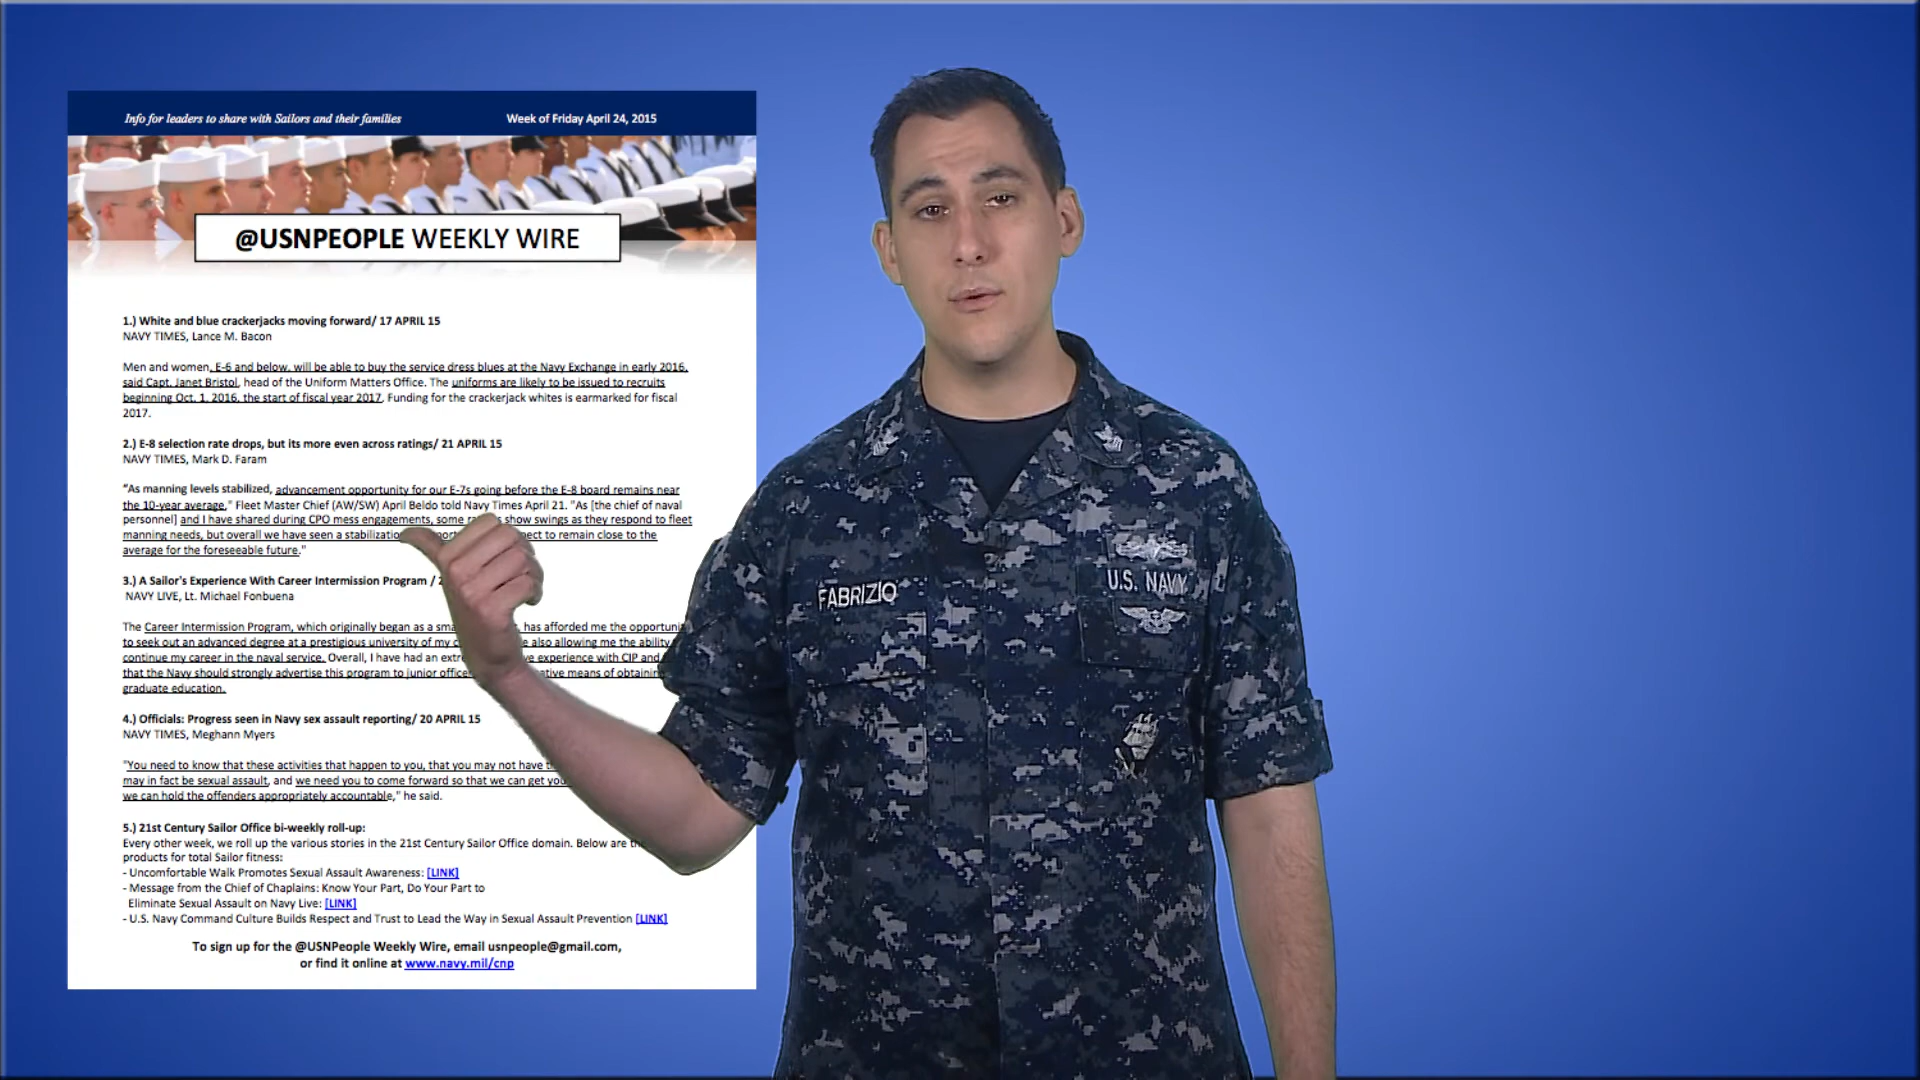 Info for leaders to share with Sailors and their families
Week of Friday April 24, 2015
@USNPEOPLE WEEKLY WIRE
1.) White and blue crackerjacks moving forward/ 17 APRIL 15
NAVY TIMES, Lance M. Bacon
Men and women, E-6 and below, will be able to buy the service dress blues at the Navy Exchange in early 2016,
said Capt. Janet Bristol, head of the Uniform Matters Office. The uniforms are likely to be issued to recruits
beginning Oct. 1, 2016, the start of fiscal year 2017. Funding for the crackerjack whites is earmarked for fiscal
2017.
2.) E-8 selection rate drops, but its more even across ratings/ 21 APRIL 15
NAVY TIMES, Mark D. Faram
"As manning levels stabilized, advancement opportunity for our E-7s going before the E-8 board remains near
the 10-year average," Fleet Master Chief (AW/SW) April Beldo told Navy Times April 21. "As [the chief of naval
personnel] and I have shared during CPO mess engagements, some show swings as they respond to fleet
manning needs, but overall we have seen a to remain close to the
average for the foreseeable future."
3.) A Sailor's Experience With Career Intermission Program /
NAVY LIVE, Lt. Michael Fonbuena
The Career Intermission Program, which originally began as a has afforded me the
to seek out an advanced degree at a prestigious university of my also allowing me the ability
continue my career in the naval service. Overall, I have had an experience with CIP and
that the Navy should strongly advertise this program to junior means of
graduate education.
4.) Officials: Progress seen in Navy sex assault reporting/ 20 APRIL 15
NAVY TIMES, Meghann Myers
"You need to know that these activities that happen to you, that you may not have
may in fact be sexual assault, and we need you to come forward so that we can get
we can hold the offenders appropriately accountable," he said.
5.) 21st Century Sailor Office bi-weekly roll-up:
Every other week, we roll up the various stories in the 21st Century Sailor Office domain. Below are
products for total Sailor fitness:
- Uncomfortable Walk Promotes Sexual Assault Awareness: [LINK]
- Message from the Chief of Chaplains: Know Your Part, Do Your Part to
Eliminate Sexual Assault on Navy Live: [LINK]
- U.S. Navy Command Culture Builds Respect and Trust to Lead the Way in Sexual Assault Prevention [LINK]
To sign up for the @USNPeople Weekly Wire, email usnpeople@gmail.com,
or find it online at www.navy.mil/cnp
FABRIZIO
U.S. NAVY